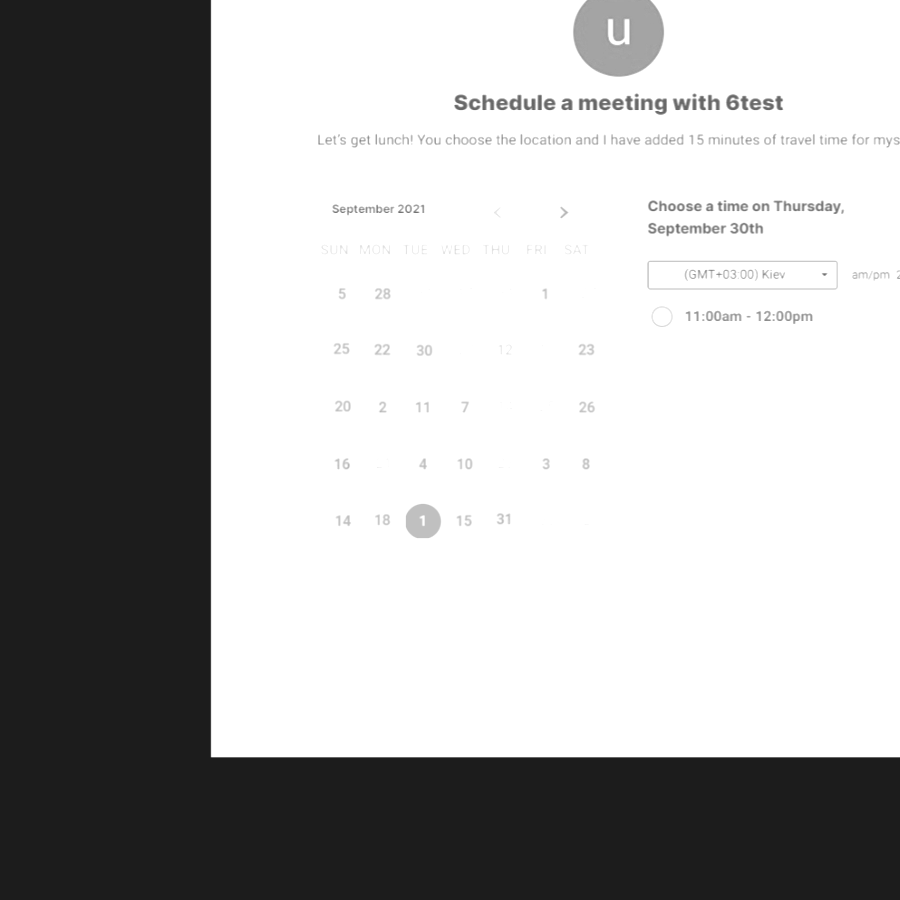 u
Schedule a meeting with 6test
Let's get lunch! You choose the location and I have added 15 minutes of travel time for mys
September 2021
SUN MON TUE WED THU FRI SAT
5 28 1
25 22 30 12 23
20 2 11 7 26
16 4 10 3 8
14 18 1 15 31
Choose a time on Thursday,
September 30th
(GMT+03:00) Kiev
am/pm 2
11:00am - 12:00pm